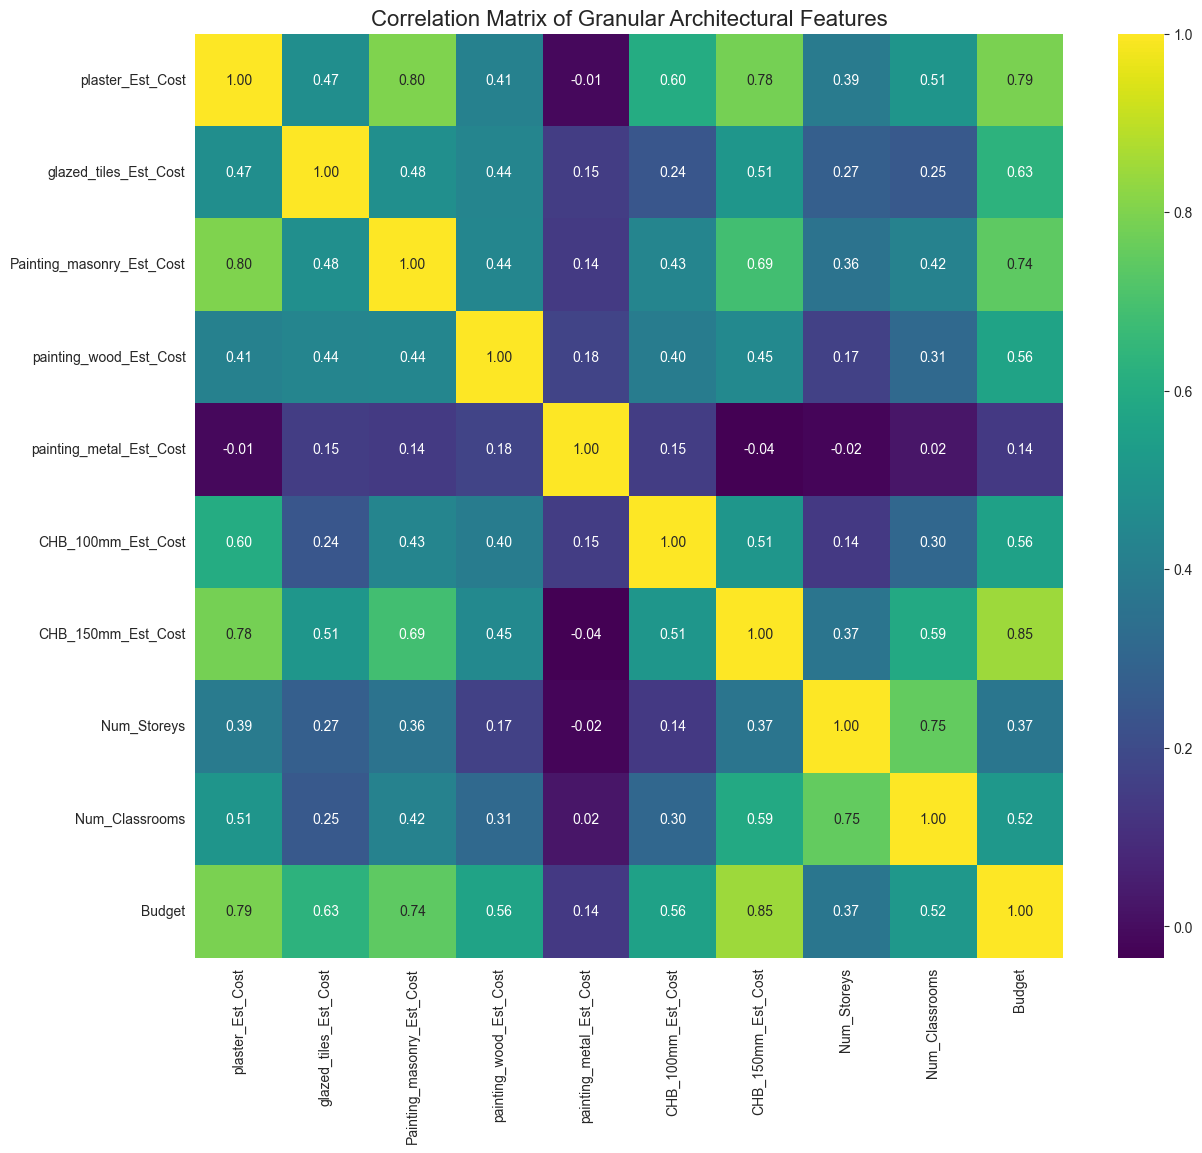 Correlation Matrix of Granular Architectural Features
plaster_Est_Cost 1.00 0.47 0.80 0.41 -0.01 0.60 0.78 0.39 0.51 0.79
glazed_tiles_Est_Cost 0.47 1.00 0.48 0.44 0.15 0.24 0.51 0.27 0.25 0.63
Painting_masonry_Est_Cost 0.80 0.48 1.00 0.44 0.14 0.43 0.69 0.36 0.42 0.74
painting_wood_Est_Cost 0.41 0.44 0.44 1.00 0.18 0.40 0.45 0.17 0.31 0.56
painting_metal_Est_Cost -0.01 0.15 0.14 0.18 1.00 0.15 -0.04 -0.02 0.02 0.14
CHB_100mm_Est_Cost 0.60 0.24 0.43 0.40 0.15 1.00 0.51 0.14 0.30 0.56
CHB_150mm_Est_Cost 0.78 0.51 0.69 0.45 -0.04 0.51 1.00 0.37 0.59 0.85
Num_Storeys 0.39 0.27 0.36 0.17 -0.02 0.14 0.37 1.00 0.75 0.37
Num_Classrooms 0.51 0.25 0.42 0.31 0.02 0.30 0.59 0.75 1.00 0.52
Budget 0.79 0.63 0.74 0.56 0.14 0.56 0.85 0.37 0.52 1.00
plaster_Est_Cost
glazed_tiles_Est_Cost
Painting_masonry_Est_Cost
painting_wood_Est_Cost
painting_metal_Est_Cost
CHB_100mm_Est_Cost
CHB_150mm_Est_Cost
Num_Storeys
Num_Classrooms
Budget
1.0
0.8
0.6
0.4
0.2
0.0